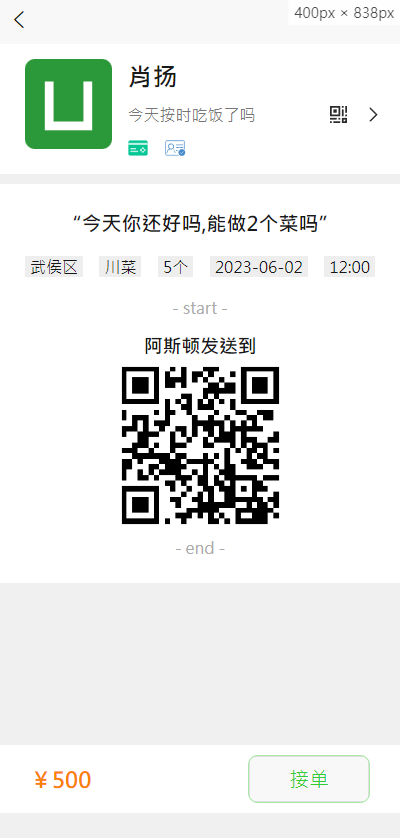 400px × 838px
肖扬
今天按时吃饭了吗
“今天你还好吗,能做2个菜吗”
武侯区 川菜 5个 2023-06-02 12:00
- start -
阿斯顿发送到
- end -
¥ 500 接单